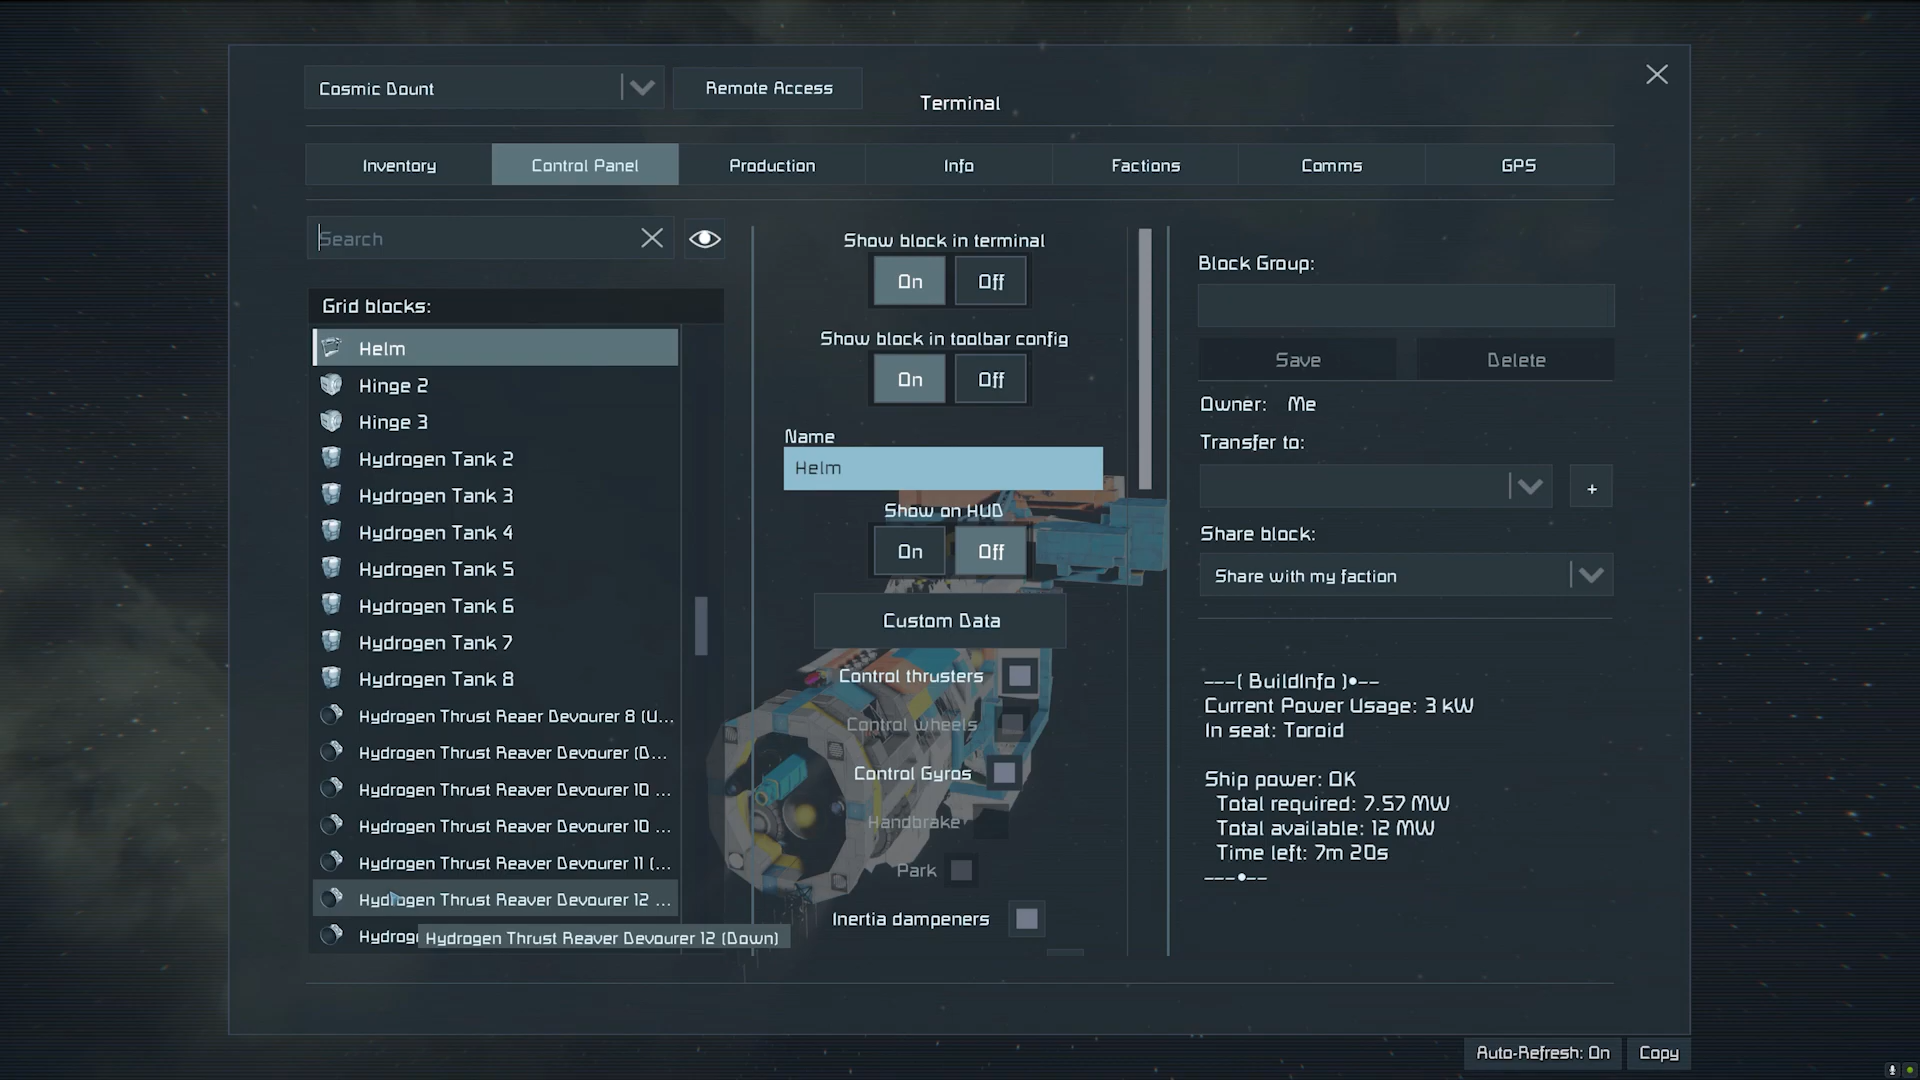 Cosmic Dount
Remote Access
Terminal
Inventory
Control Panel
Production
Info
Factions
Comms
GPS
Search
Grid blocks:
Helm
Hinge 2
Hinge 3
Hydrogen Tank 2
Hydrogen Tank 3
Hydrogen Tank 4
Hydrogen Tank 5
Hydrogen Tank 6
Hydrogen Tank 7
Hydrogen Tank 8
Hydrogen Thrust Reaer Devourer 8 (U...
Hydrogen Thrust Reaver Devourer (D...
Hydrogen Thrust Reaver Devourer 10 ...
Hydrogen Thrust Reaver Devourer 10 ...
Hydrogen Thrust Reaver Devourer 11 (...
Hydrogen Thrust Reaver Devourer 12 ...
Hydrog
Hydrogen Thrust Reaver Devourer 12 (Down)
Show block in terminal
On Off
Show block in toolbar config
On Off
Name
Helm
Show on HUD
On Off
Custom Data
Control thrusters
Control wheels
Control Gyros
Handbrake
Park
Inertia dampeners
Block Group:
Save Delete
Owner: Me
Transfer to:
+
Share block:
Share with my faction
---( BuildInfo )•--
Current Power Usage: 3 kW
In seat: Toroid
Ship power: OK
Total required: 7.57 MW
Total available: 12 MW
Time left: 7m 20s
---•--
Auto-Refresh: On
Copy